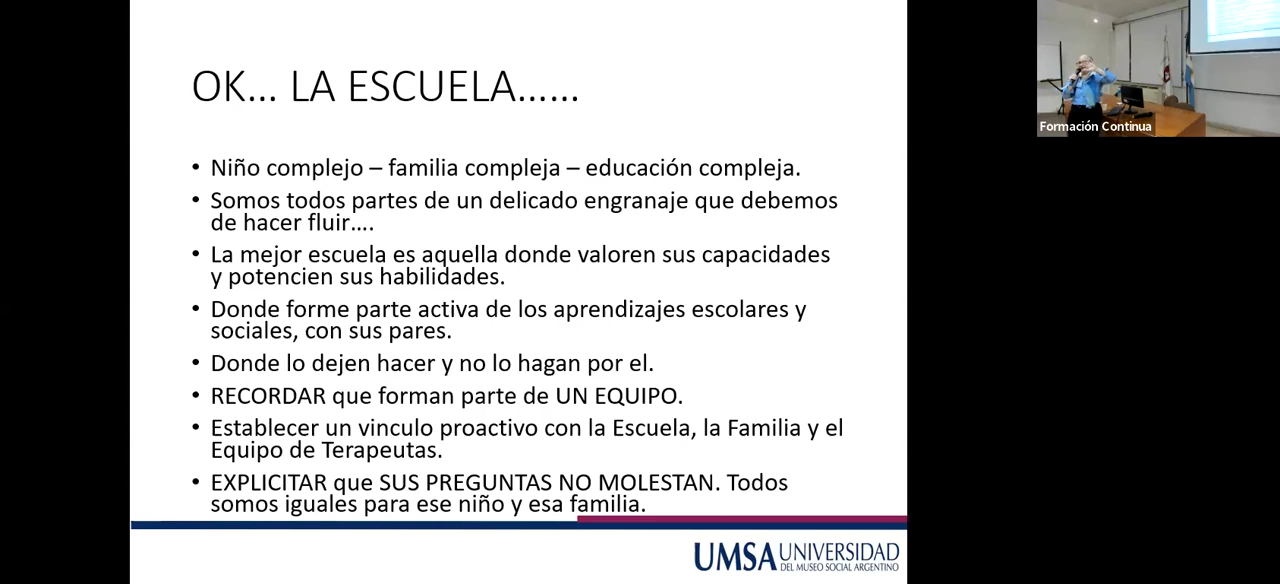 OK... LA ESCUELA......
• Niño complejo – familia compleja – educación compleja.
• Somos todos partes de un delicado engranaje que debemos
de hacer fluir....
• La mejor escuela es aquella donde valoren sus capacidades
y potencien sus habilidades.
• Donde forme parte activa de los aprendizajes escolares y
sociales, con sus pares.
• Donde lo dejen hacer y no lo hagan por el.
• RECORDAR que forman parte de UN EQUIPO.
• Establecer un vinculo proactivo con la Escuela, la Familia y el
Equipo de Terapeutas.
• EXPLICITAR que SUS PREGUNTAS NO MOLESTAN. Todos
somos iguales para ese niño y esa familia.
UMSA UNIVERSIDAD
DEL MUSEO SOCIAL ARGENTINO
Formación Continua